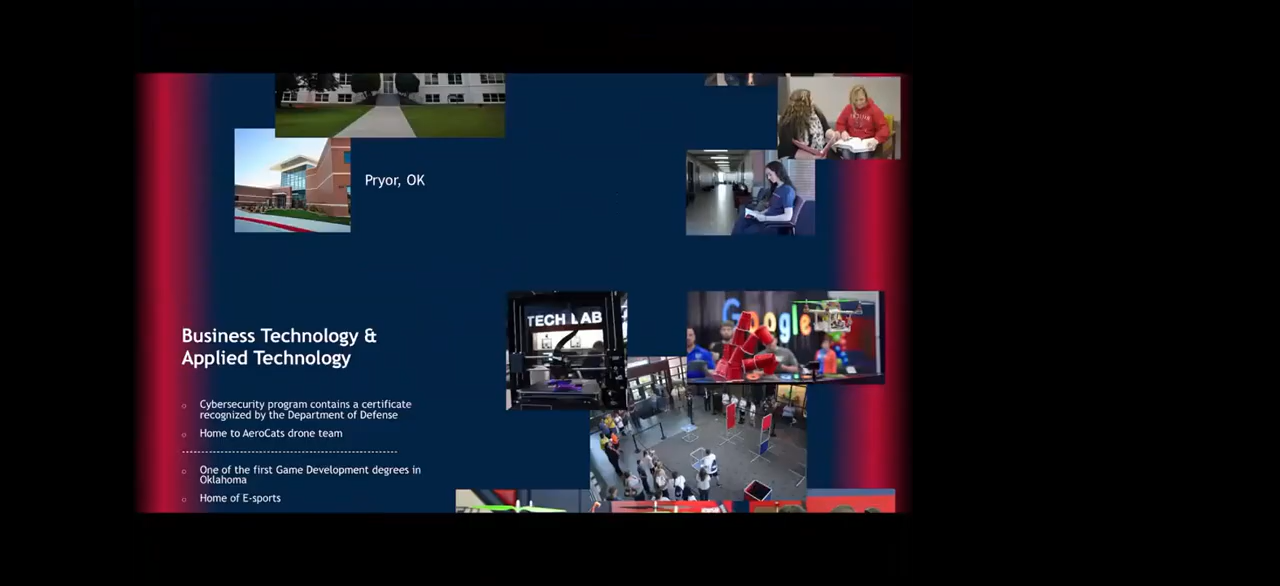 Pryor, OK
TECH LAB
Google
Business Technology &
Applied Technology
Cybersecurity program contains a certificate
recognized by the Department of Defense
Home to AeroCats drone team
One of the first Game Development degrees in
Oklahoma
Home of E-sports